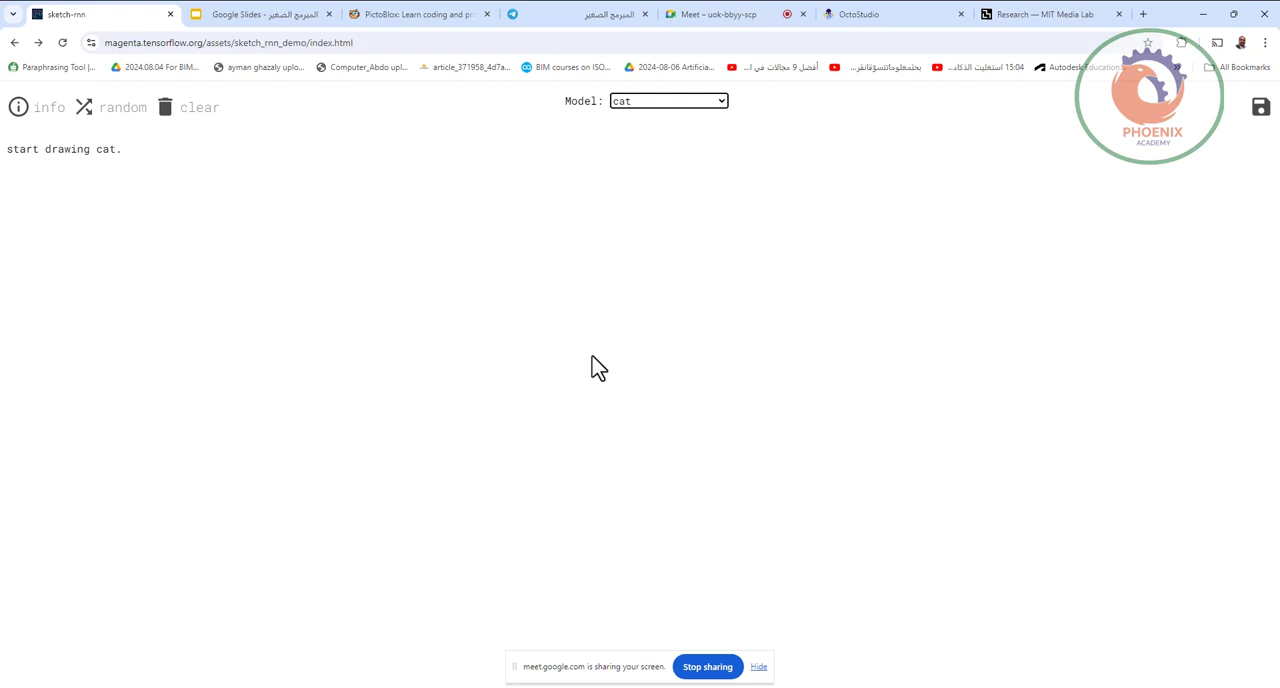 sketch-rnn
Google Slides - المبرمج الصغير
PictoBlox: Learn coding and pro
المبرمج الصغير
Meet – uok-bbyy-scp
OctoStudio
Research — MIT Media Lab
magenta.tensorflow.org/assets/sketch_rnn_demo/index.html
Paraphrasing Tool |...
2024.08.04 For BIM...
ayman ghazaly uplo...
Computer_Abdo upl...
article_371958_4d7a...
BIM courses on ISO...
2024-08-06 Artificia...
أفضل 9 مجالات في ا...
15:04
Autodesk Education
All Bookmarks
info
random
clear
Model:
cat
PHOENIX
ACADEMY
start drawing cat.
meet.google.com is sharing your screen.
Stop sharing
Hide